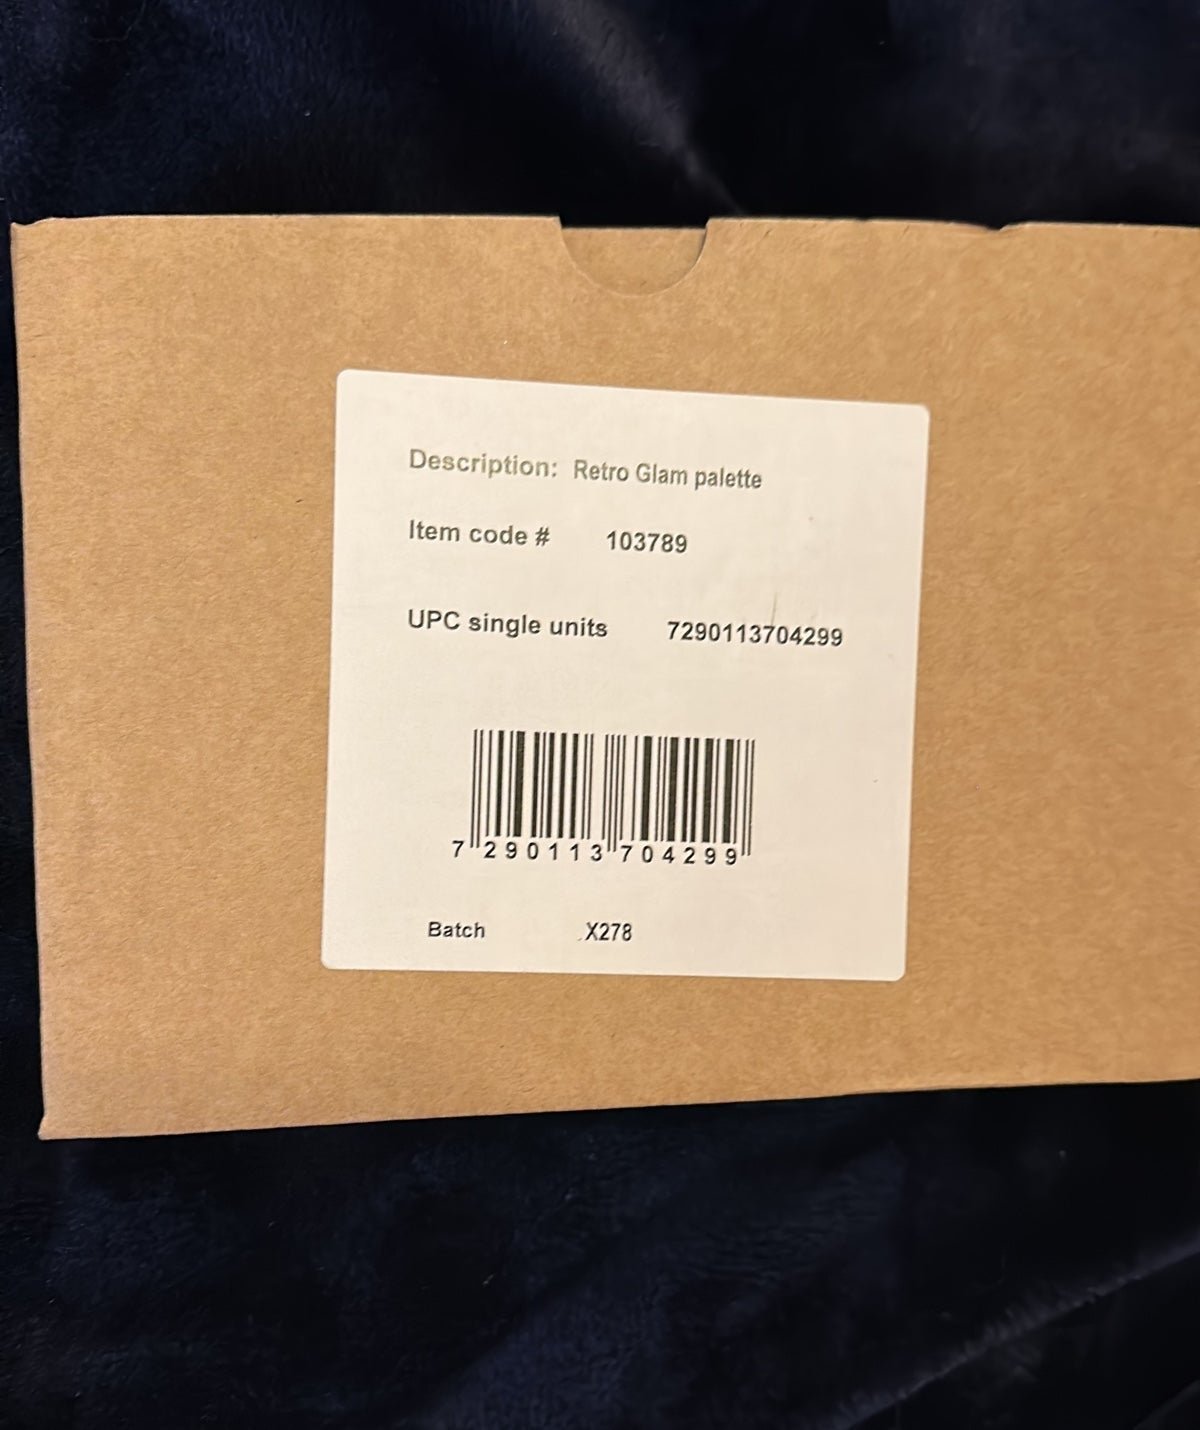 Description: Retro Glam palette
Item code # 103789
UPC single units 7290113704299
7 290113 704299
Batch X278